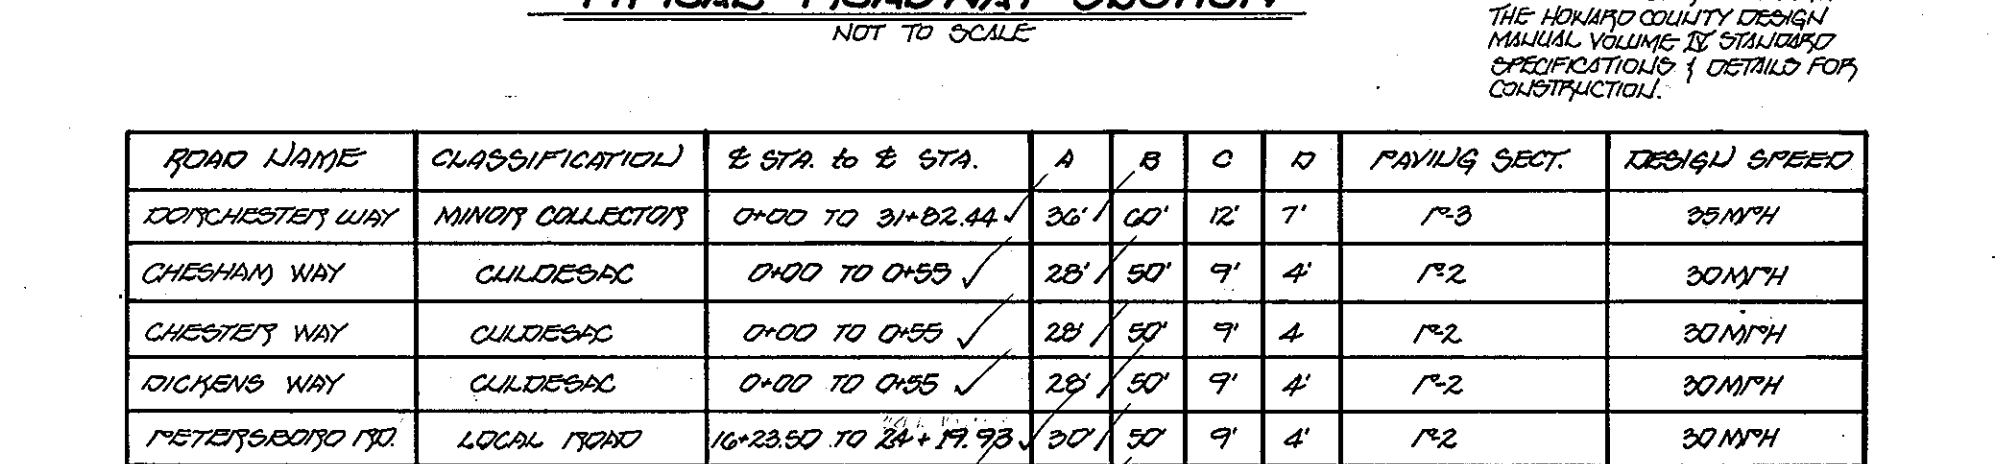 TYPICAL ROADWAY SECTION
NOT TO SCALE
THE HOWARD COUNTY DESIGN
MANUAL VOLUME IV STANDARD
SPECIFICATIONS & DETAILS FOR
CONSTRUCTION.
ROAD NAME CLASSIFICATION ℄ STA. to ℄ STA. A B C D PAVING SECT. DESIGN SPEED
DORCHESTER WAY MINOR COLLECTOR 0+00 TO 31+82.44 ✓ 36' 60' 12' 7' P-3 35 MPH
CHESHAM WAY CULDESAC 0+00 TO 0+55 ✓ 28' 50' 9' 4' P-2 30 MPH
CHESTER WAY CULDESAC 0+00 TO 0+55 ✓ 28' 50' 9' 4 P-2 30 MPH
DICKENS WAY CULDESAC 0+00 TO 0+55 ✓ 28' 50' 9' 4' P-2 30 MPH
PETERSBORO RD. LOCAL ROAD 16+23.50 TO 24+19.93 ✓ 30' 50' 9' 4' P-2 30 MPH